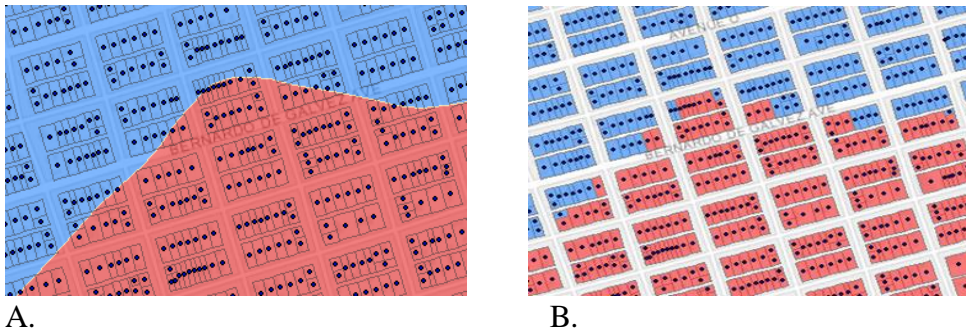 BERNARDO DE GALVEZ AVE
AVENUE O
BERNARDO DE GALVEZ AVE
A.
B.